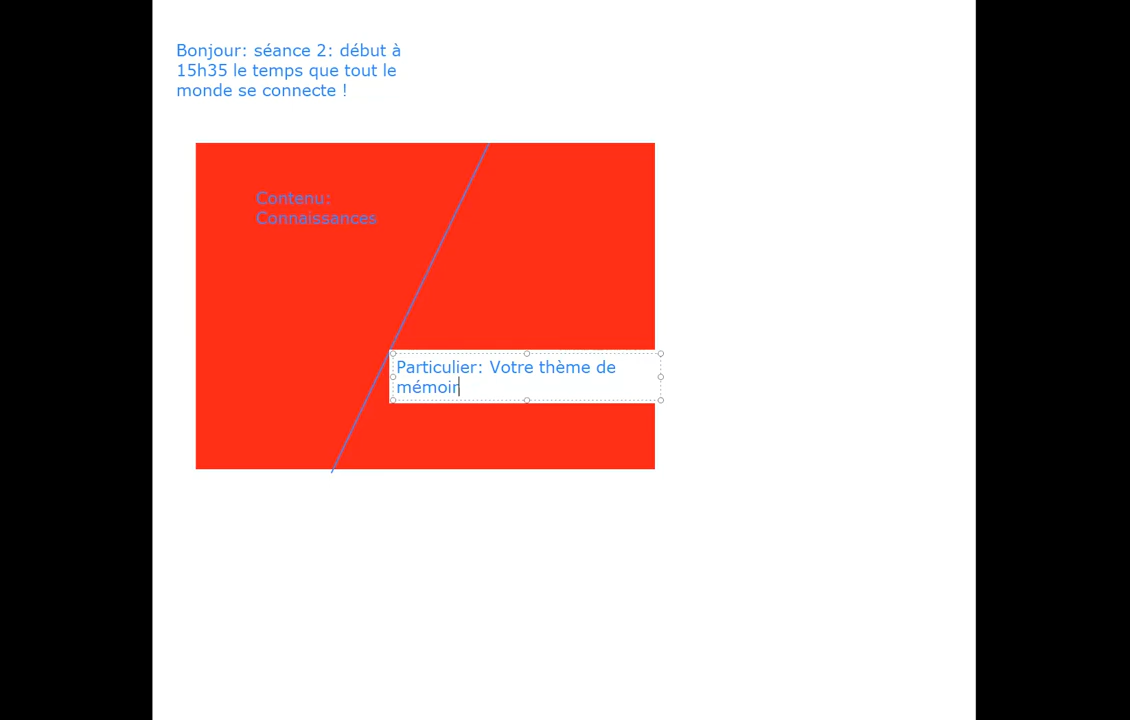 Bonjour: séance 2: début à
15h35 le temps que tout le
monde se connecte !
Contenu:
Connaissances
Particulier: Votre thème de
mémoir